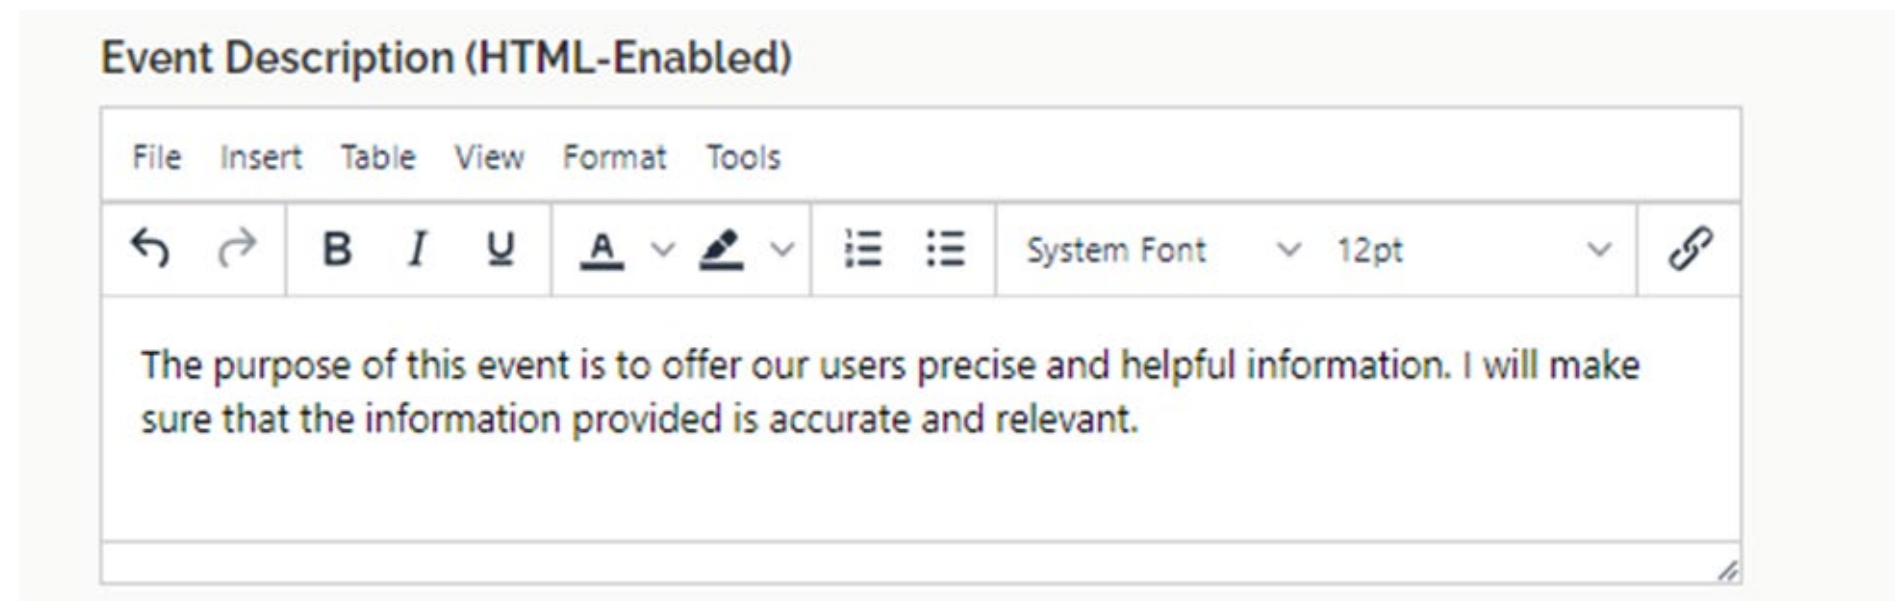 Event Description (HTML-Enabled)
File Insert Table View Format Tools
B I U A System Font 12pt
The purpose of this event is to offer our users precise and helpful information. I will make
sure that the information provided is accurate and relevant.